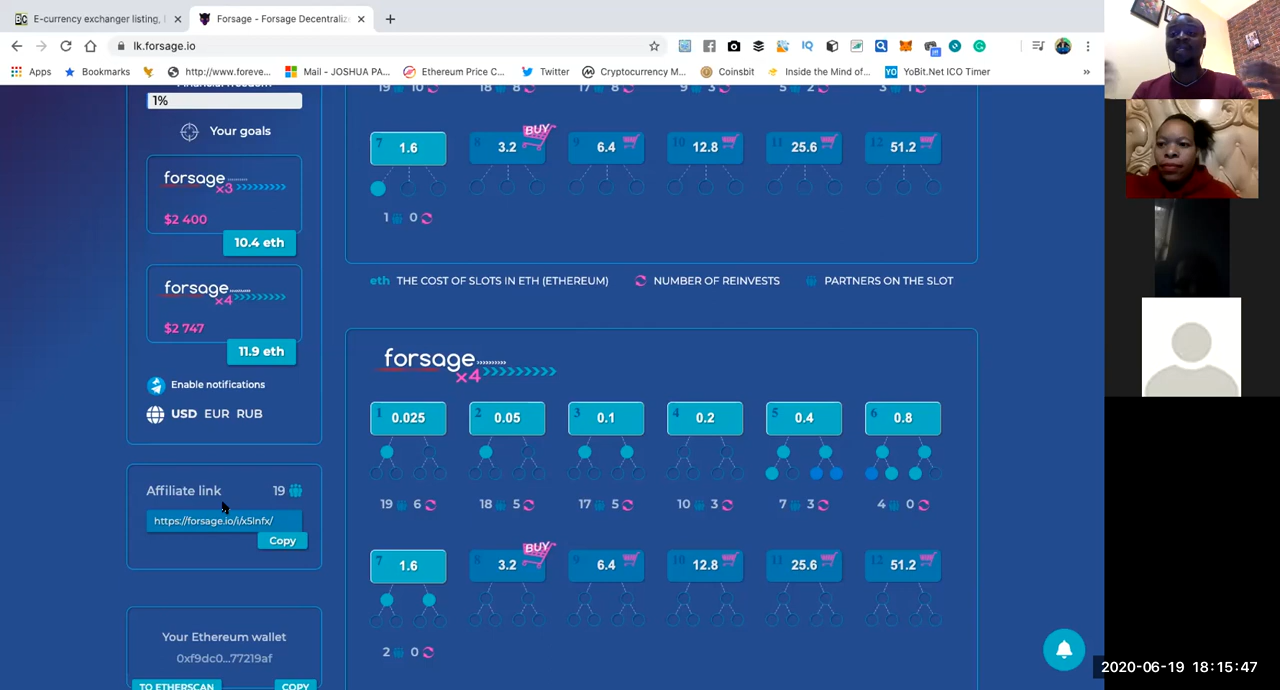 E-currency exchanger listing,
Forsage - Forsage Decentraliz
lk.forsage.io
Apps
Bookmarks
http://www.foreve...
Mail - JOSHUA PA...
Ethereum Price C...
Twitter
Cryptocurrency M...
Coinsbit
Inside the Mind of...
YO YoBit.Net ICO Terminal
»
1%
Your goals
forsage x3
$2 400
10.4 eth
forsage x4
$2 747
11.9 eth
Enable notifications
USD EUR RUB
Affiliate link 19
https://forsage.io/i/x5lnfx/
Copy
Your Ethereum wallet
0xf9dc0...77219af
TO ETHERSCAN COPY
19 10 18 8 17 8 9 3 5 2 3 1
7 1.6 8 3.2 BUY 9 6.4 10 12.8 11 25.6 12 51.2
1 0
eth THE COST OF SLOTS IN ETH (ETHEREUM) NUMBER OF REINVESTS PARTNERS ON THE SLOT
forsage x4
1 0.025 2 0.05 3 0.1 4 0.2 5 0.4 6 0.8
19 6 18 5 17 5 10 3 7 3 4 0
7 1.6 8 3.2 BUY 9 6.4 10 12.8 11 25.6 12 51.2
2 0
2020-06-19 18:15:47